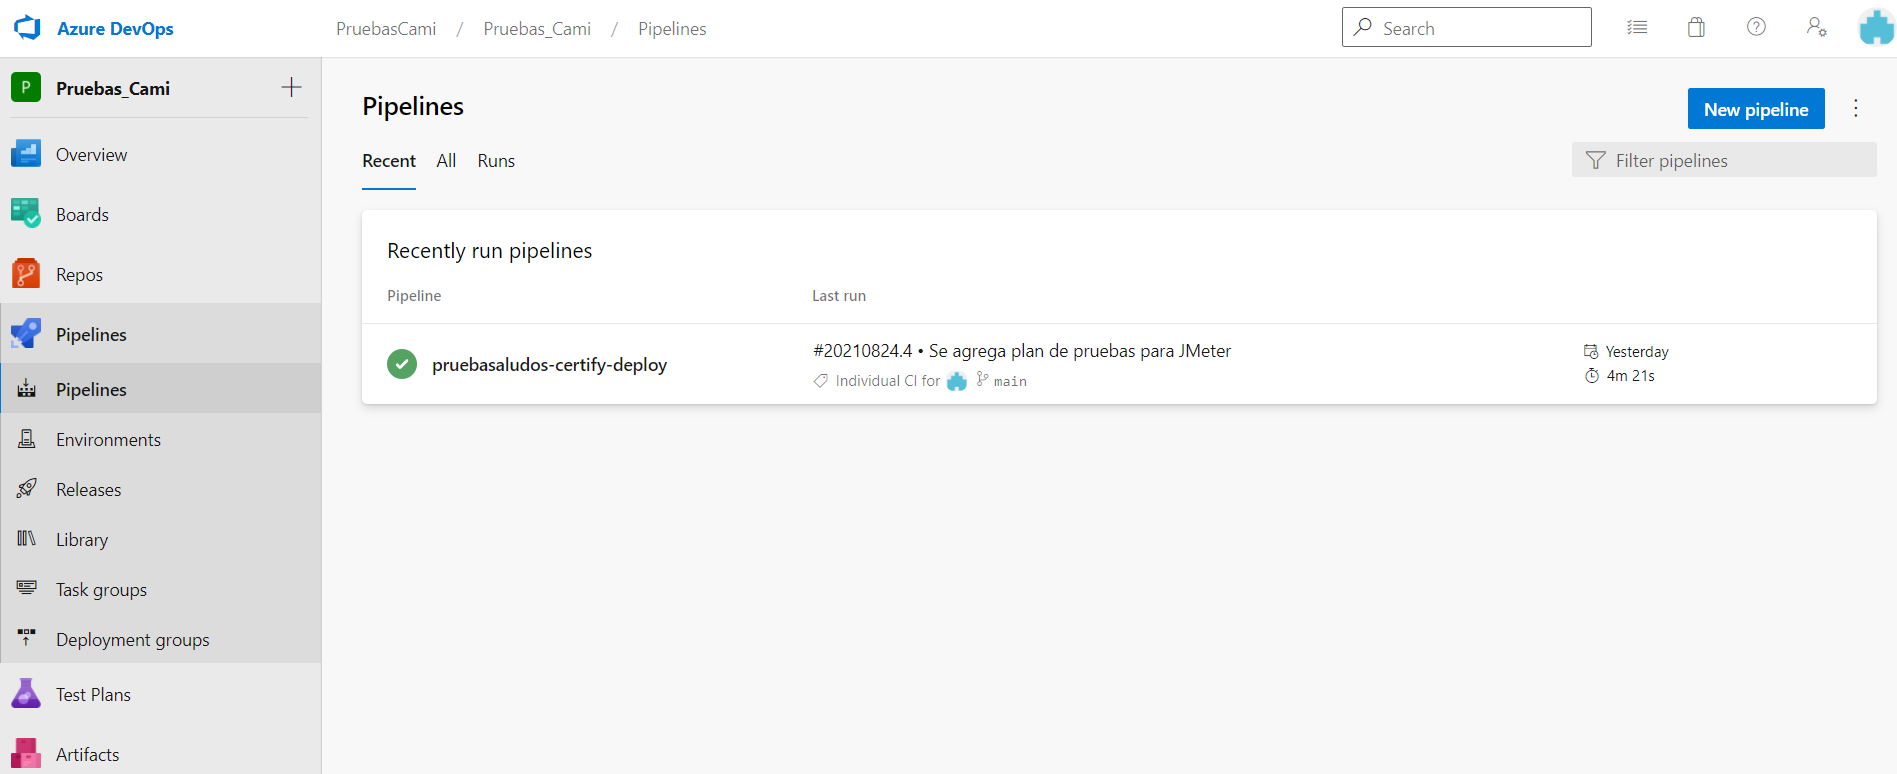 Azure DevOps
PruebasCami / Pruebas_Cami / Pipelines
Search
P Pruebas_Cami
Overview
Boards
Repos
Pipelines
Pipelines
Environments
Releases
Library
Task groups
Deployment groups
Test Plans
Artifacts
Pipelines
New pipeline
Recent All Runs
Filter pipelines
Recently run pipelines
Pipeline Last run
pruebasaludos-certify-deploy
#20210824.4 • Se agrega plan de pruebas para JMeter
Individual CI for main
Yesterday
4m 21s